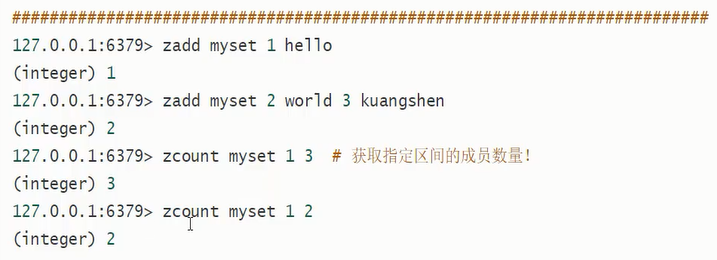 ##########################################################################
127.0.0.1:6379> zadd myset 1 hello
(integer) 1
127.0.0.1:6379> zadd myset 2 world 3 kuangshen
(integer) 2
127.0.0.1:6379> zcount myset 1 3  # 获取指定区间的成员数量！
(integer) 3
127.0.0.1:6379> zcount myset 1 2
(integer) 2